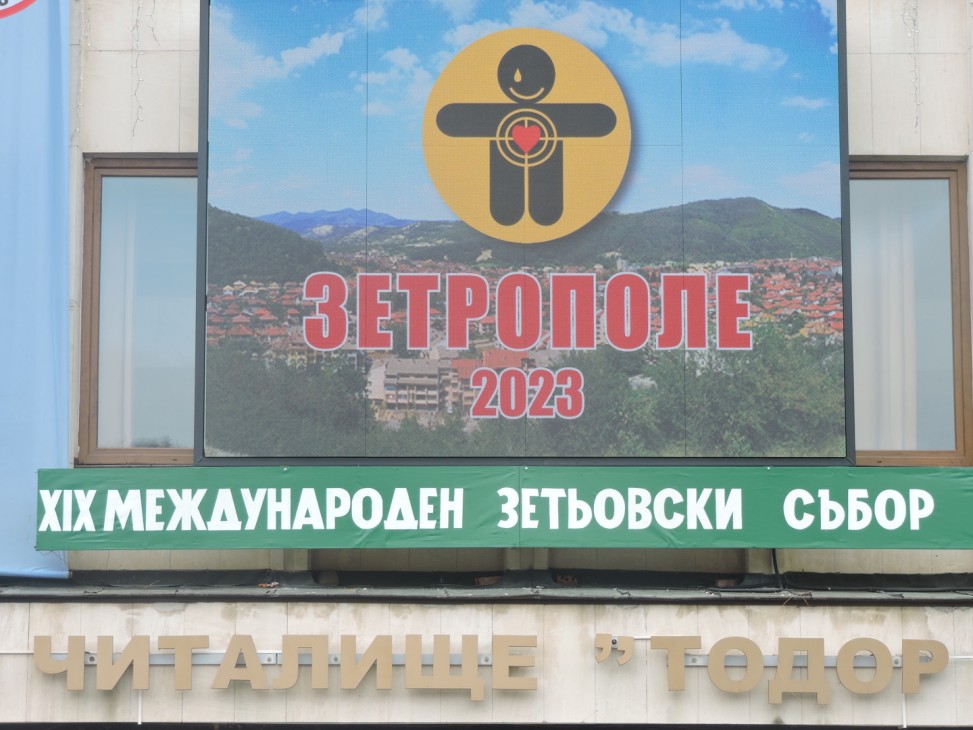 ЗЕТРОПОЛЕ
2023
XIX МЕЖДУНАРОДЕН ЗЕТЬОВСКИ СЪБОР
ЧИТАЛИЩЕ "ТОДОР